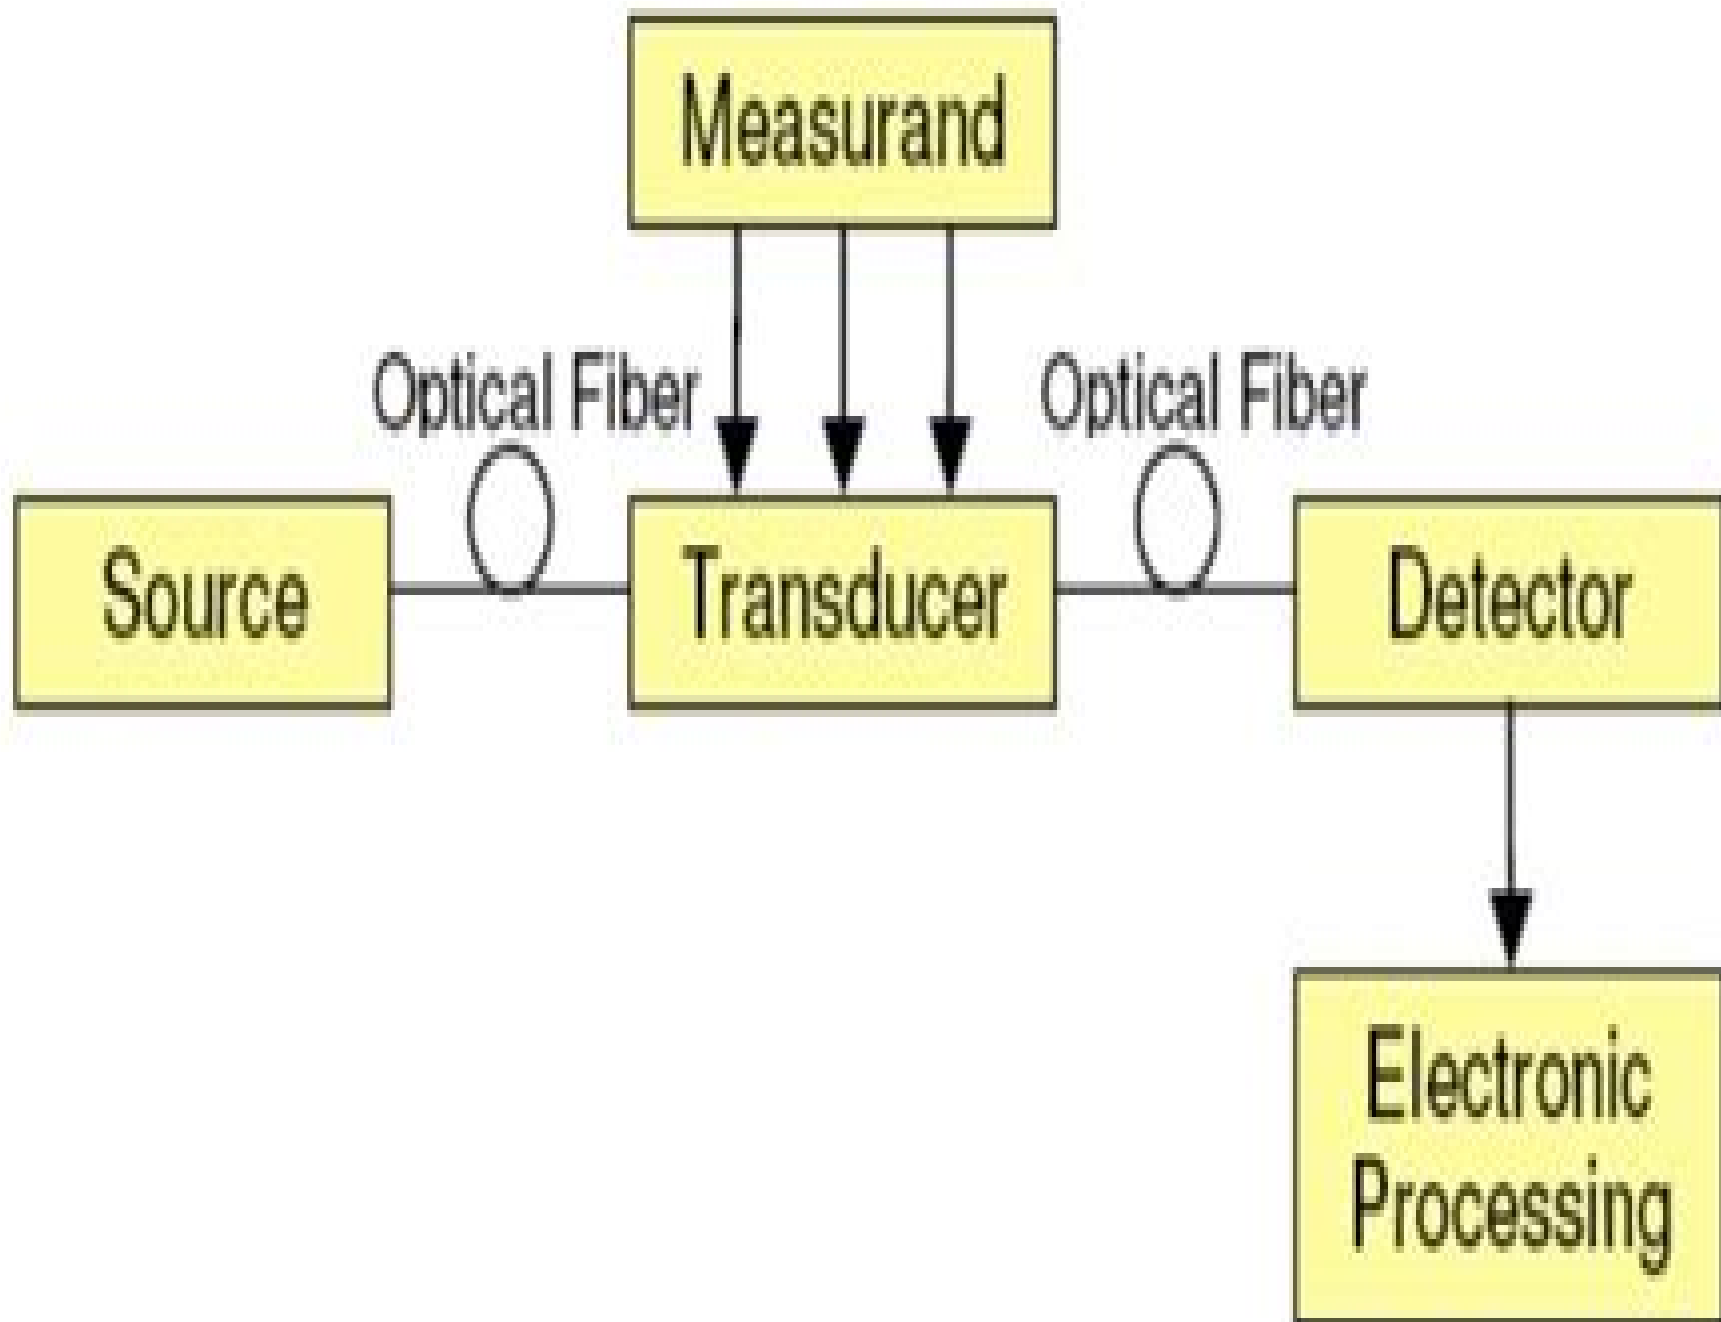 Measurand
Optical Fiber
Optical Fiber
Source
Transducer
Detector
Electronic
Processing